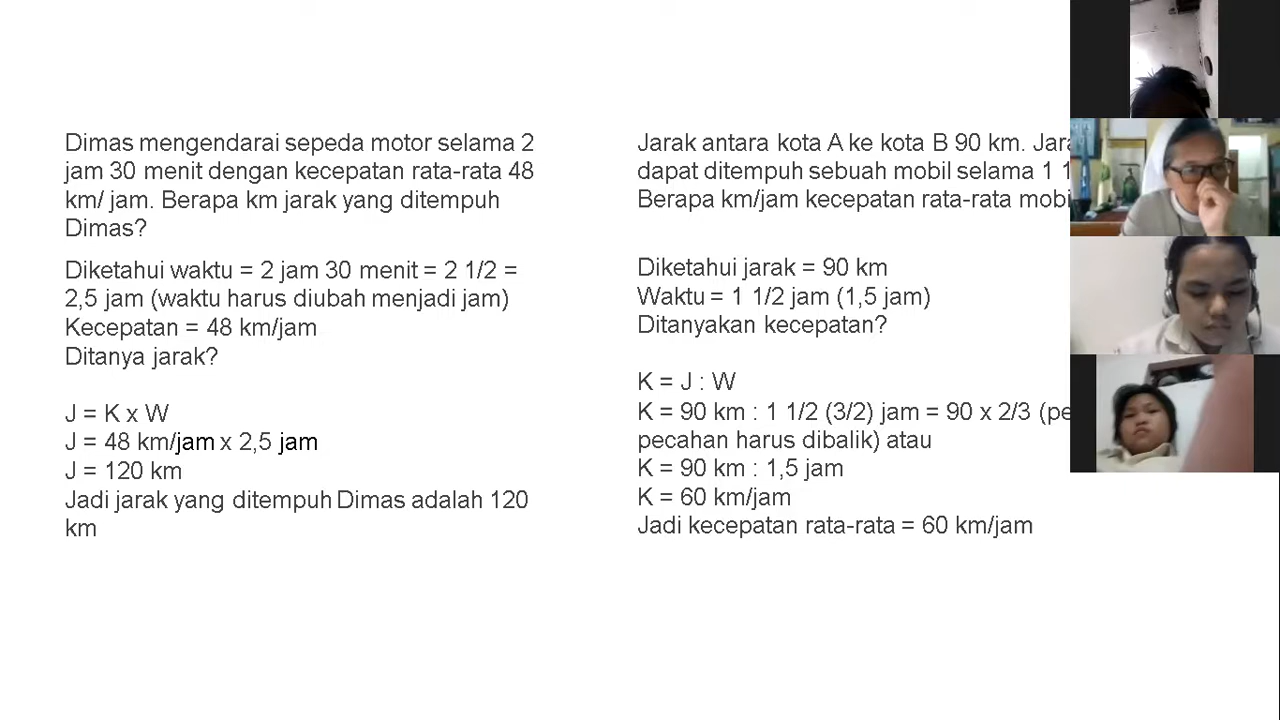 Dimas mengendarai sepeda motor selama 2
jam 30 menit dengan kecepatan rata-rata 48
km/ jam. Berapa km jarak yang ditempuh
Dimas?
Diketahui waktu = 2 jam 30 menit = 2 1/2 =
2,5 jam (waktu harus diubah menjadi jam)
Kecepatan = 48 km/jam
Ditanya jarak?
J = K x W
J = 48 km/jam x 2,5 jam
J = 120 km
Jadi jarak yang ditempuh Dimas adalah 120
km
Jarak antara kota A ke kota B 90 km.
dapat ditempuh sebuah mobil selama 1
Berapa km/jam kecepatan rata-rata
Diketahui jarak = 90 km
Waktu = 1 1/2 jam (1,5 jam)
Ditanyakan kecepatan?
K = J : W
K = 90 km : 1 1/2 (3/2) jam = 90 x 2/3
pecahan harus dibalik) atau
K = 90 km : 1,5 jam
K = 60 km/jam
Jadi kecepatan rata-rata = 60 km/jam